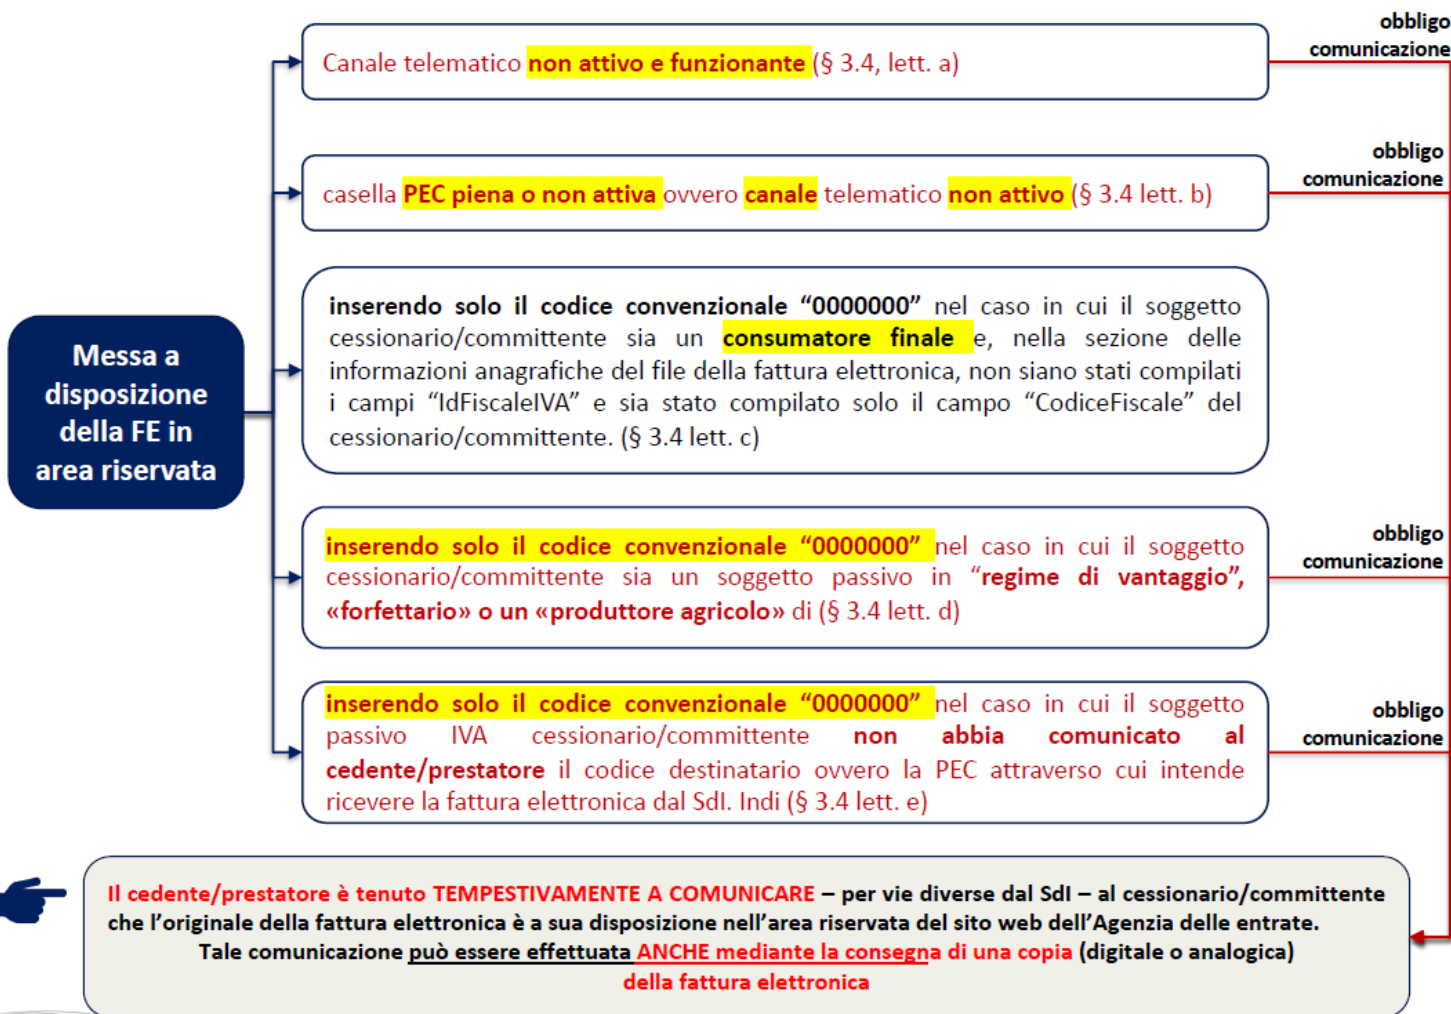 obbligo
comunicazione
Canale telematico non attivo e funzionante (§ 3.4, lett. a)
obbligo
comunicazione
casella PEC piena o non attiva ovvero canale telematico non attivo (§ 3.4 lett. b)
Messa a
disposizione
della FE in
area riservata
inserendo solo il codice convenzionale “0000000” nel caso in cui il soggetto
cessionario/committente sia un consumatore finale e, nella sezione delle
informazioni anagrafiche del file della fattura elettronica, non siano stati compilati
i campi “IdFiscaleIVA” e sia stato compilato solo il campo “CodiceFiscale” del
cessionario/committente. (§ 3.4 lett. c)
obbligo
comunicazione
inserendo solo il codice convenzionale “0000000” nel caso in cui il soggetto
cessionario/committente sia un soggetto passivo in “regime di vantaggio”,
«forfettario» o un «produttore agricolo» di (§ 3.4 lett. d)
obbligo
comunicazione
inserendo solo il codice convenzionale “0000000” nel caso in cui il soggetto
passivo IVA cessionario/committente non abbia comunicato al
cedente/prestatore il codice destinatario ovvero la PEC attraverso cui intende
ricevere la fattura elettronica dal SdI. Indi (§ 3.4 lett. e)
Il cedente/prestatore è tenuto TEMPESTIVAMENTE A COMUNICARE – per vie diverse dal SdI – al cessionario/committente
che l’originale della fattura elettronica è a sua disposizione nell’area riservata del sito web dell’Agenzia delle entrate.
Tale comunicazione può essere effettuata ANCHE mediante la consegna di una copia (digitale o analogica)
della fattura elettronica